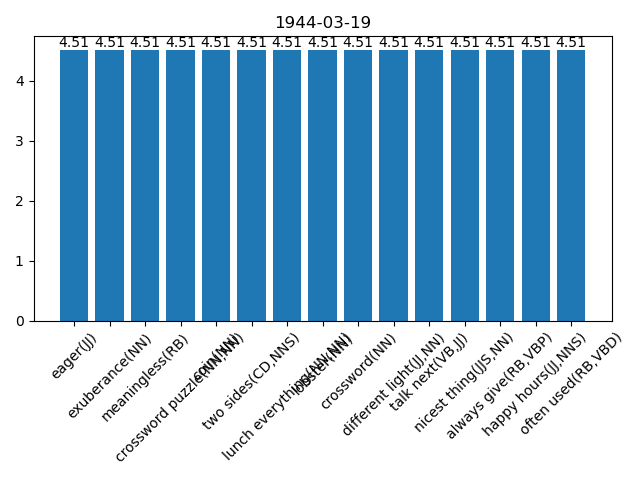 1944-03-19
4.51 4.51 4.51 4.51 4.51 4.51 4.51 4.51 4.51 4.51 4.51 4.51 4.51 4.51 4.51
4
3
2
1
0
eager(JJ)
exuberance(NN)
meaningless(RB)
crossword puzzle(NN,NN)
coin(NN)
two sides(CD,NNS)
lunch everything(NN,NN)
crossword(NN)
different light(JJ,NN)
talk next(VB,JJ)
nicest thing(JJS,NN)
always give(RB,VBP)
happy hours(JJ,NNS)
often used(RB,VBD)